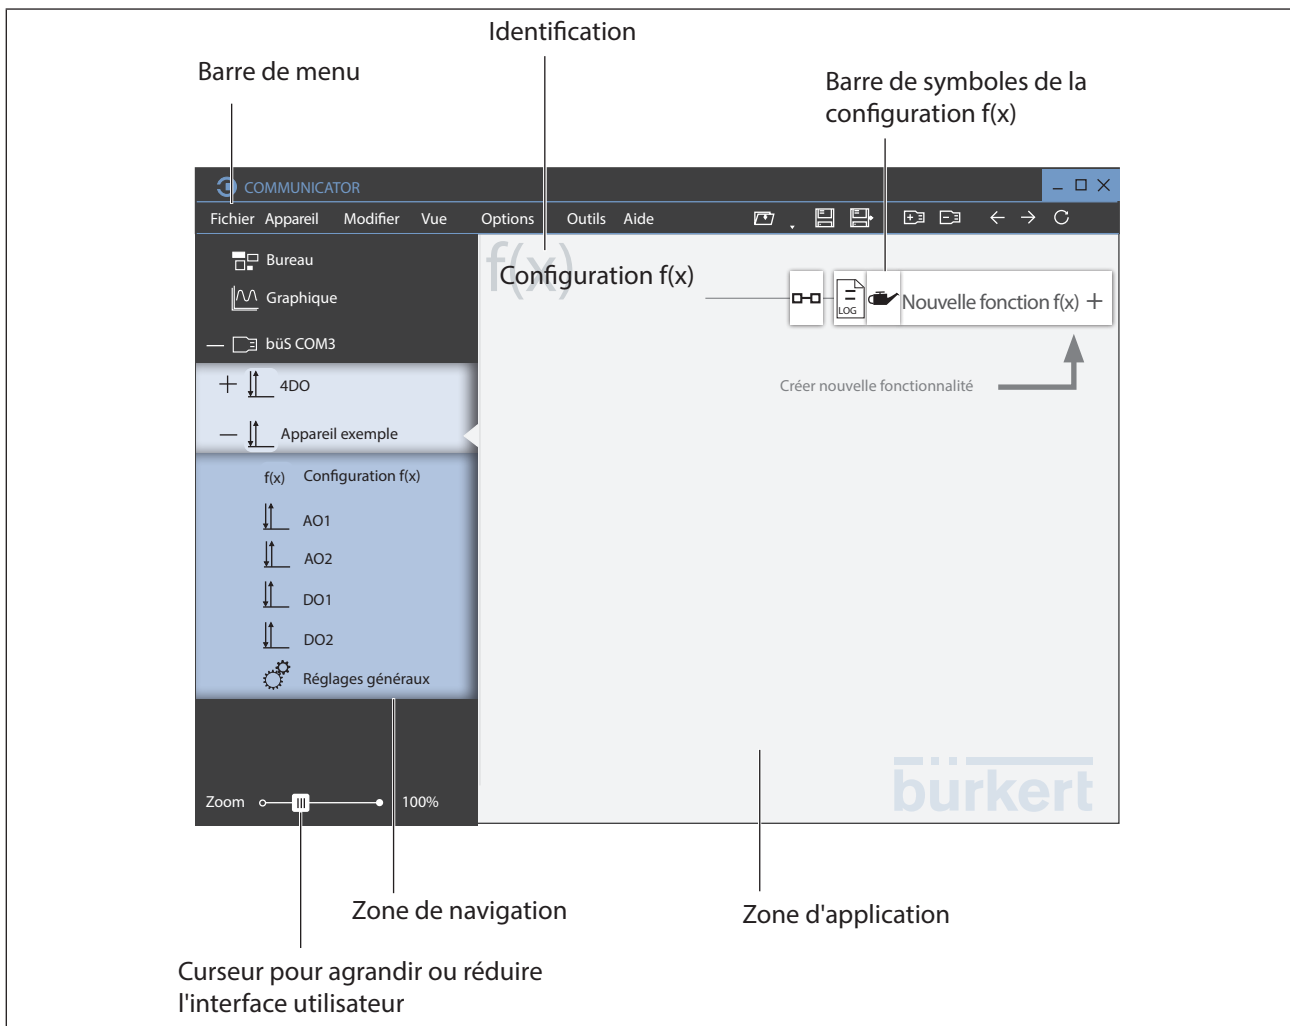 Identification
Barre de menu
Barre de symboles de la
configuration f(x)
COMMUNICATOR
Fichier Appareil Modifier Vue Options Outils Aide
Bureau
Graphique
büS COM3
4DO
Appareil exemple
f(x) Configuration f(x)
AO1
AO2
DO1
DO2
Réglages généraux
Zoom 100%
f(x)
Configuration f(x)
LOG
Nouvelle fonction f(x) +
Créer nouvelle fonctionnalité
bürkert
Zone de navigation
Zone d'application
Curseur pour agrandir ou réduire
l'interface utilisateur